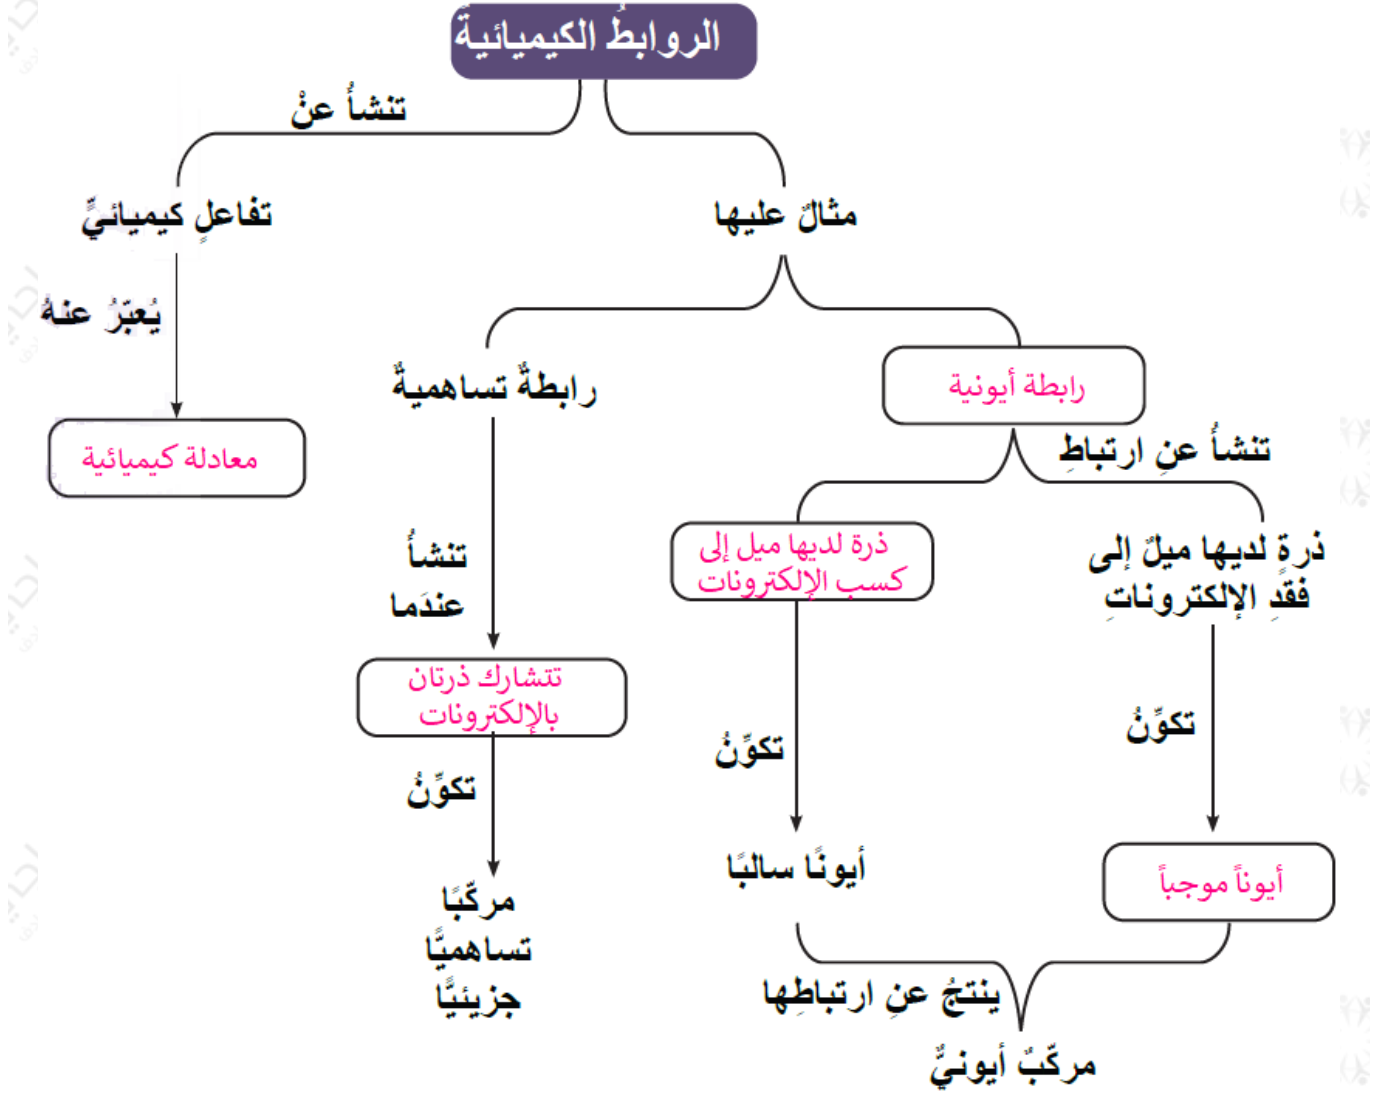 الروابطُ الكيميائيةُ
تنشأُ عنْ
تفاعلٍ كيميائيٍّ
مثالٌ عليها
يُعبّرُ عنهُ
معادلة كيميائية
رابطةٌ تساهميةٌ
رابطة أيونية
تنشأُ عنِ ارتباطِ
ذرةٍ لديها ميلٌ إلى
فقدِ الإلكتروناتِ
ذرة لديها ميل إلى
كسب الإلكترونات
تنشأُ
عندَما
تتشارك ذرتان
بالإلكترونات
تكوِّنُ
تكوِّنُ
تكوِّنُ
أيوناً موجباً
أيونًا سالبًا
مركّبًا
تساهميًّا
جزيئيًّا
ينتجُ عنِ ارتباطِها
مركّبٌ أيونيٌّ